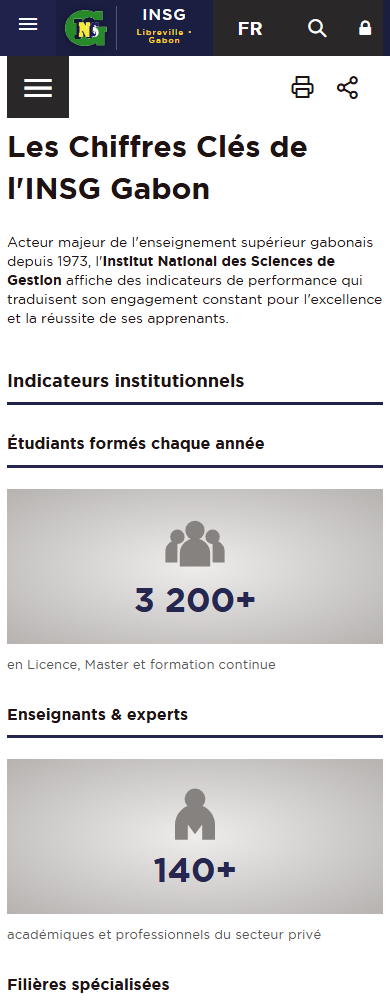 INSG
Libreville •
Gabon
FR
Les Chiffres Clés de
l'INSG Gabon
Acteur majeur de l'enseignement supérieur gabonais
depuis 1973, l'Institut National des Sciences de
Gestion affiche des indicateurs de performance qui
traduisent son engagement constant pour l'excellence
et la réussite de ses apprenants.
Indicateurs institutionnels
Étudiants formés chaque année
3 200+
en Licence, Master et formation continue
Enseignants & experts
140+
académiques et professionnels du secteur privé
Filières spécialisées